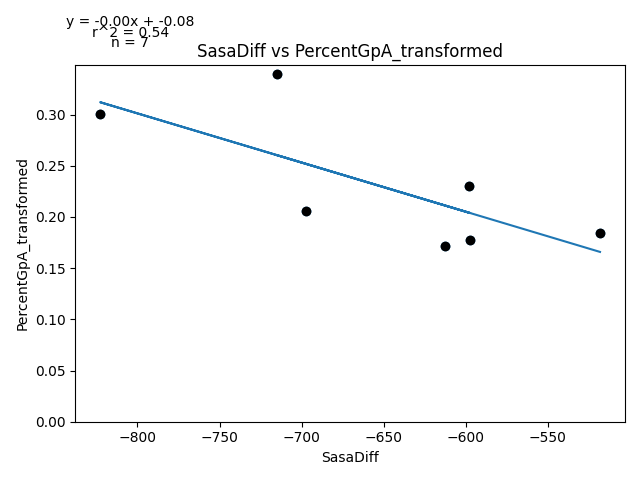 y = -0.00x + -0.08
r^2 = 0.54
n = 7
SasaDiff vs PercentGpA_transformed
PercentGpA_transformed
0.30
0.25
0.20
0.15
0.10
0.05
0.00
−800 −750 −700 −650 −600 −550
SasaDiff